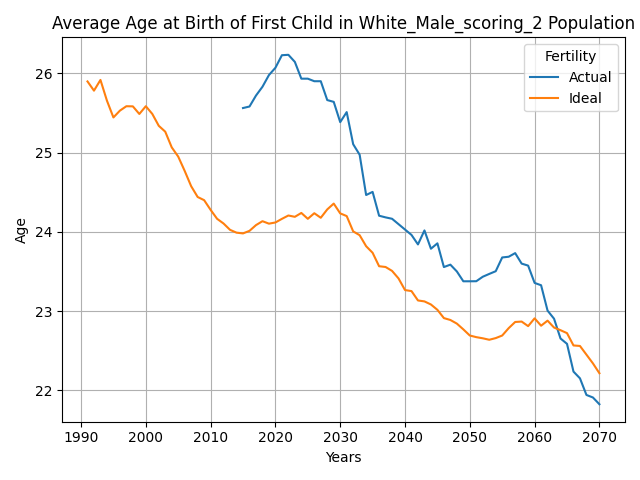 Average Age at Birth of First Child in White_Male_scoring_2 Population
Fertility
Actual
Ideal
Age
26
25
24
23
22
1990 2000 2010 2020 2030 2040 2050 2060 2070
Years